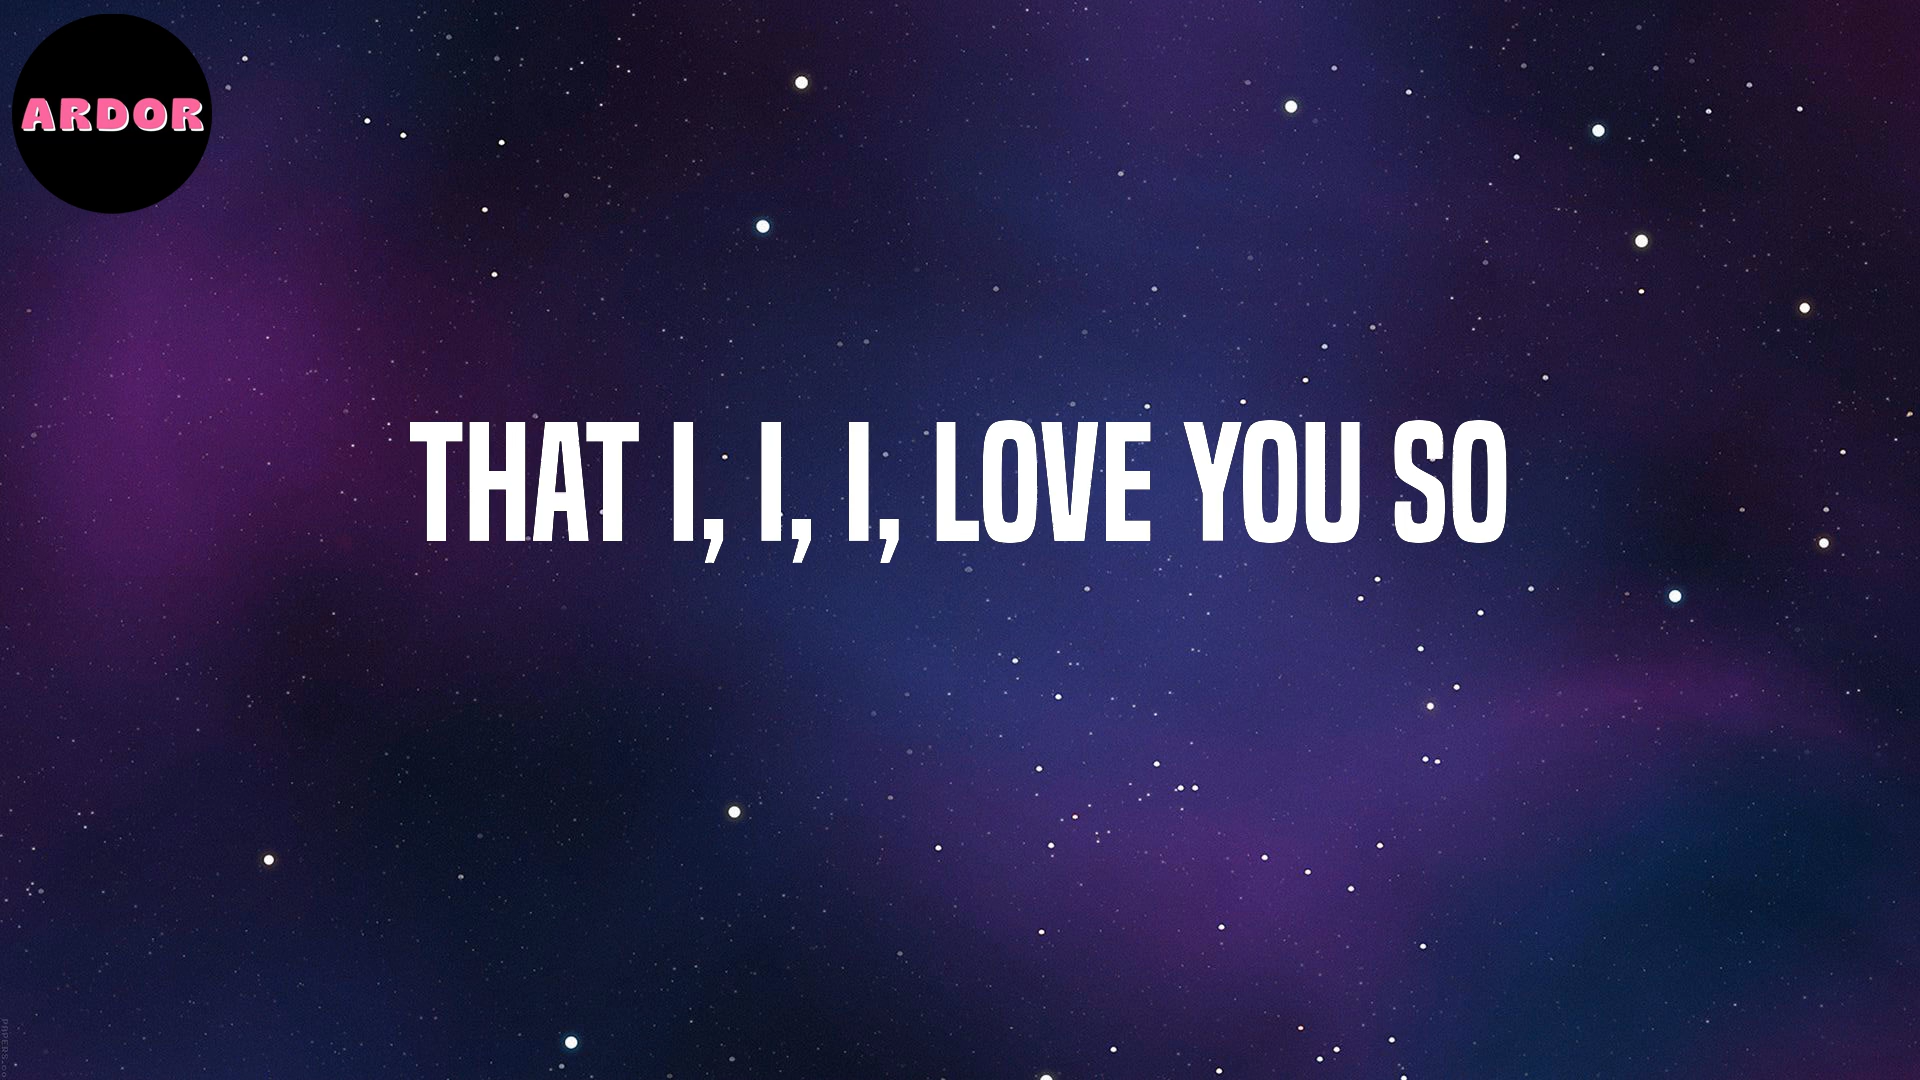 ARDOR
THAT I, I, I, LOVE YOU SO